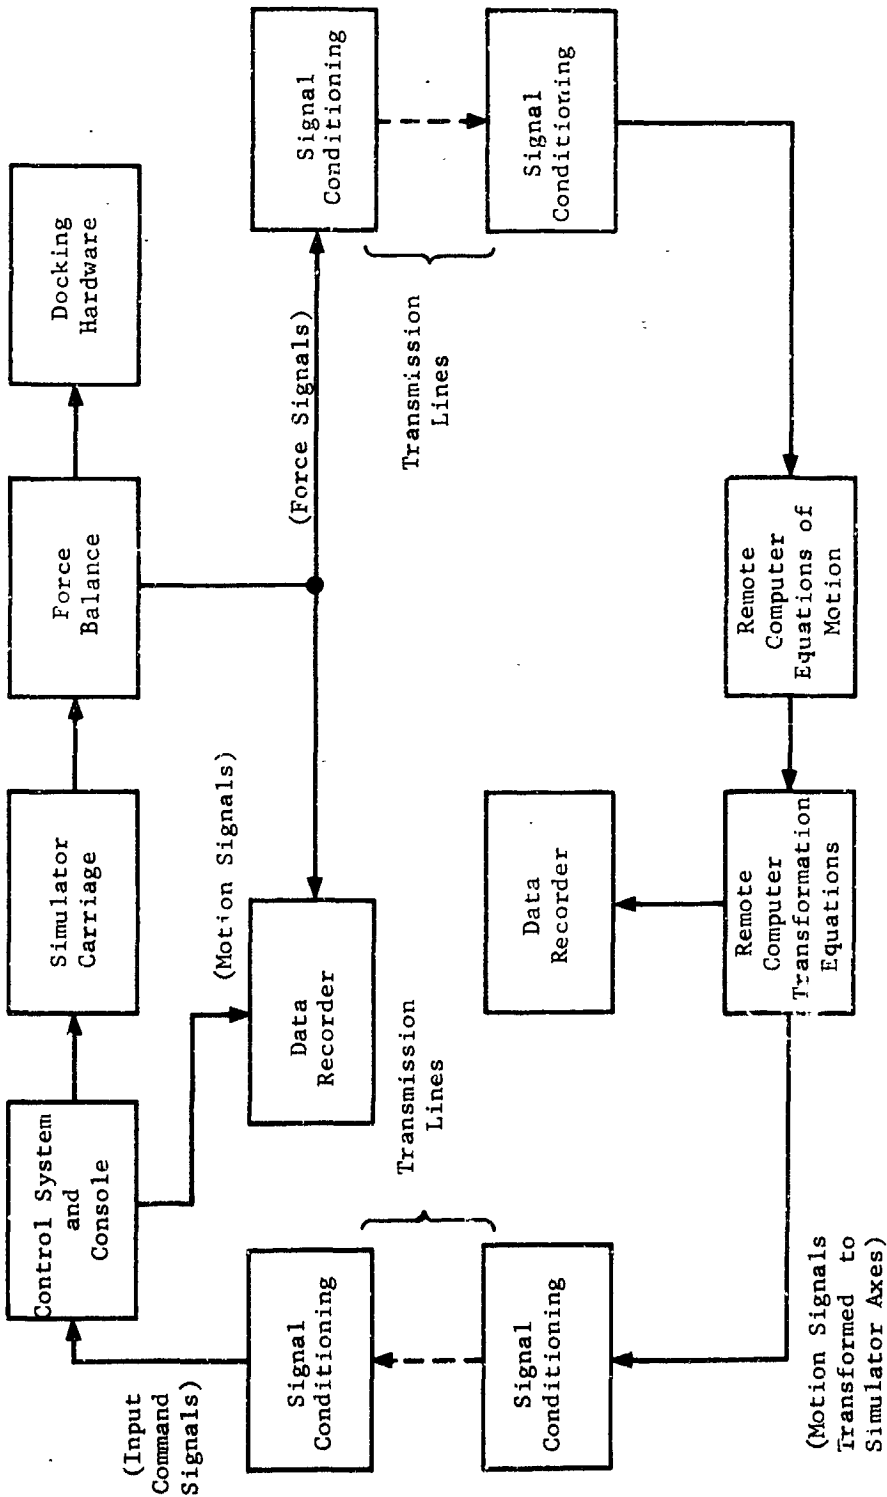 Control System
and
Console
Simulator
Carriage
Force
Balance
Docking
Hardware
(Input
Command
Signals)
(Motion Signals)
(Force Signals)
Signal
Conditioning
Data
Recorder
Signal
Conditioning
Transmission
Lines
Transmission
Lines
Signal
Conditioning
Data
Recorder
Signal
Conditioning
(Motion Signals
Transformed to
Simulator Axes)
Remote
Computer
Transformation
Equations
Remote
Computer
Equations of
Motion